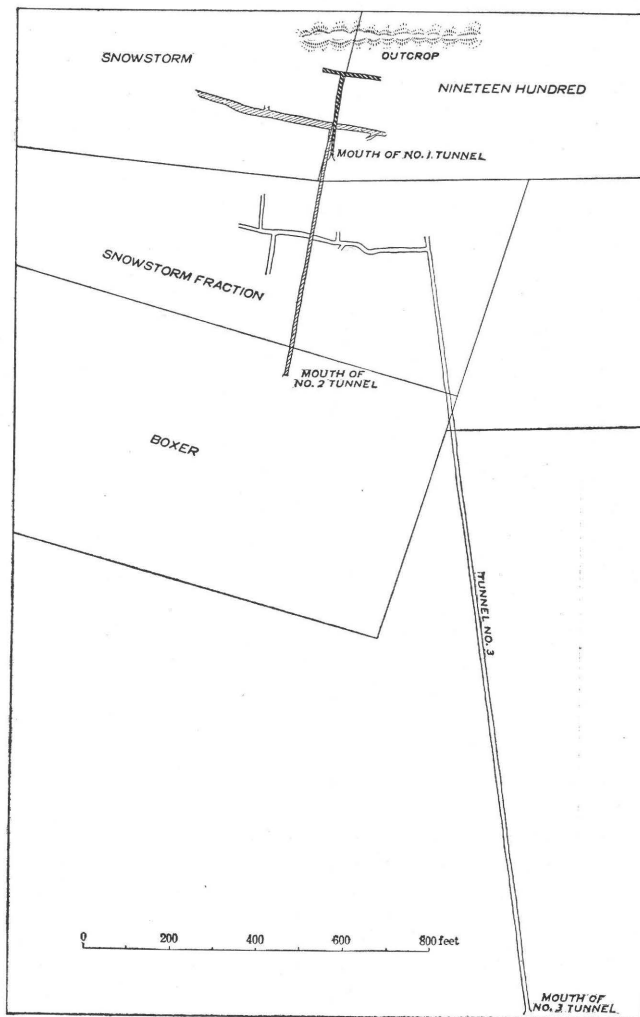 SNOWSTORM
OUTCROP
NINETEEN HUNDRED
MOUTH OF NO.1. TUNNEL
SNOWSTORM FRACTION
MOUTH OF
NO. 2 TUNNEL
BOXER
TUNNEL NO. 3
0 200 400 600 800 feet
MOUTH OF
NO. 3 TUNNEL